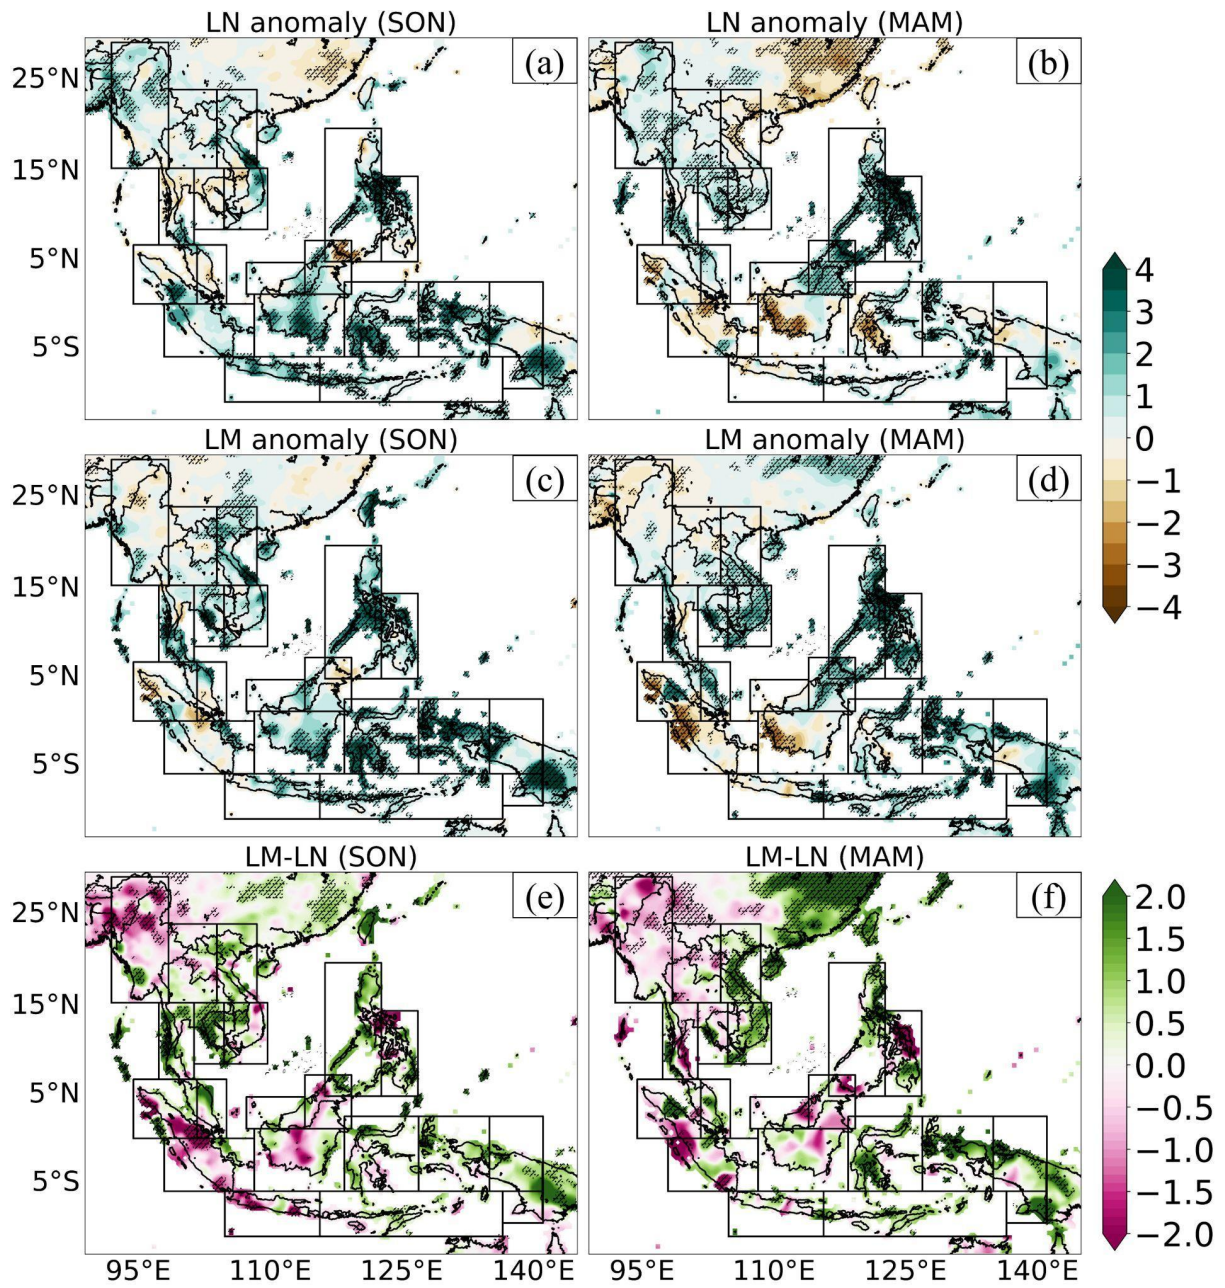 LN anomaly (SON)
LN anomaly (MAM)
(a)
(b)
25°N
15°N
5°N
5°S
LM anomaly (SON)
LM anomaly (MAM)
(c)
(d)
25°N
15°N
5°N
5°S
4
3
2
1
0
−1
−2
−3
−4
LM-LN (SON)
LM-LN (MAM)
(e)
(f)
25°N
15°N
5°N
5°S
2.0
1.5
1.0
0.5
0.0
−0.5
−1.0
−1.5
−2.0
95°E 110°E 125°E 140°E
95°E 110°E 125°E 140°E